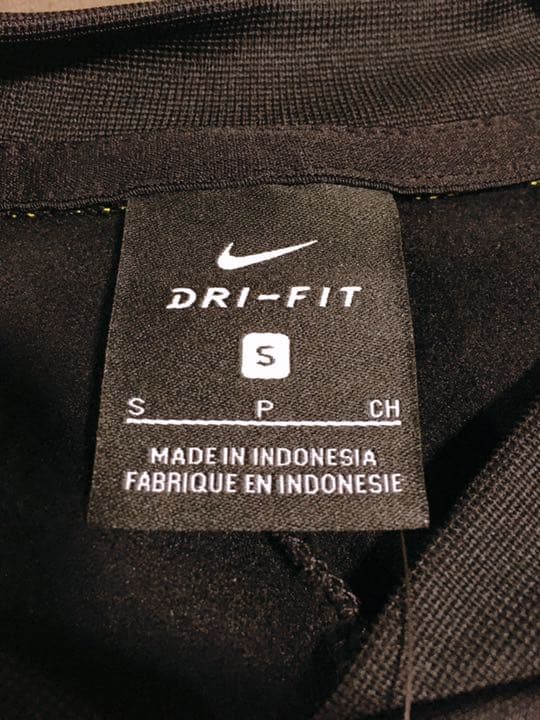 DRI-FIT
S
S P CH
MADE IN INDONESIA
FABRIQUE EN INDONESIE